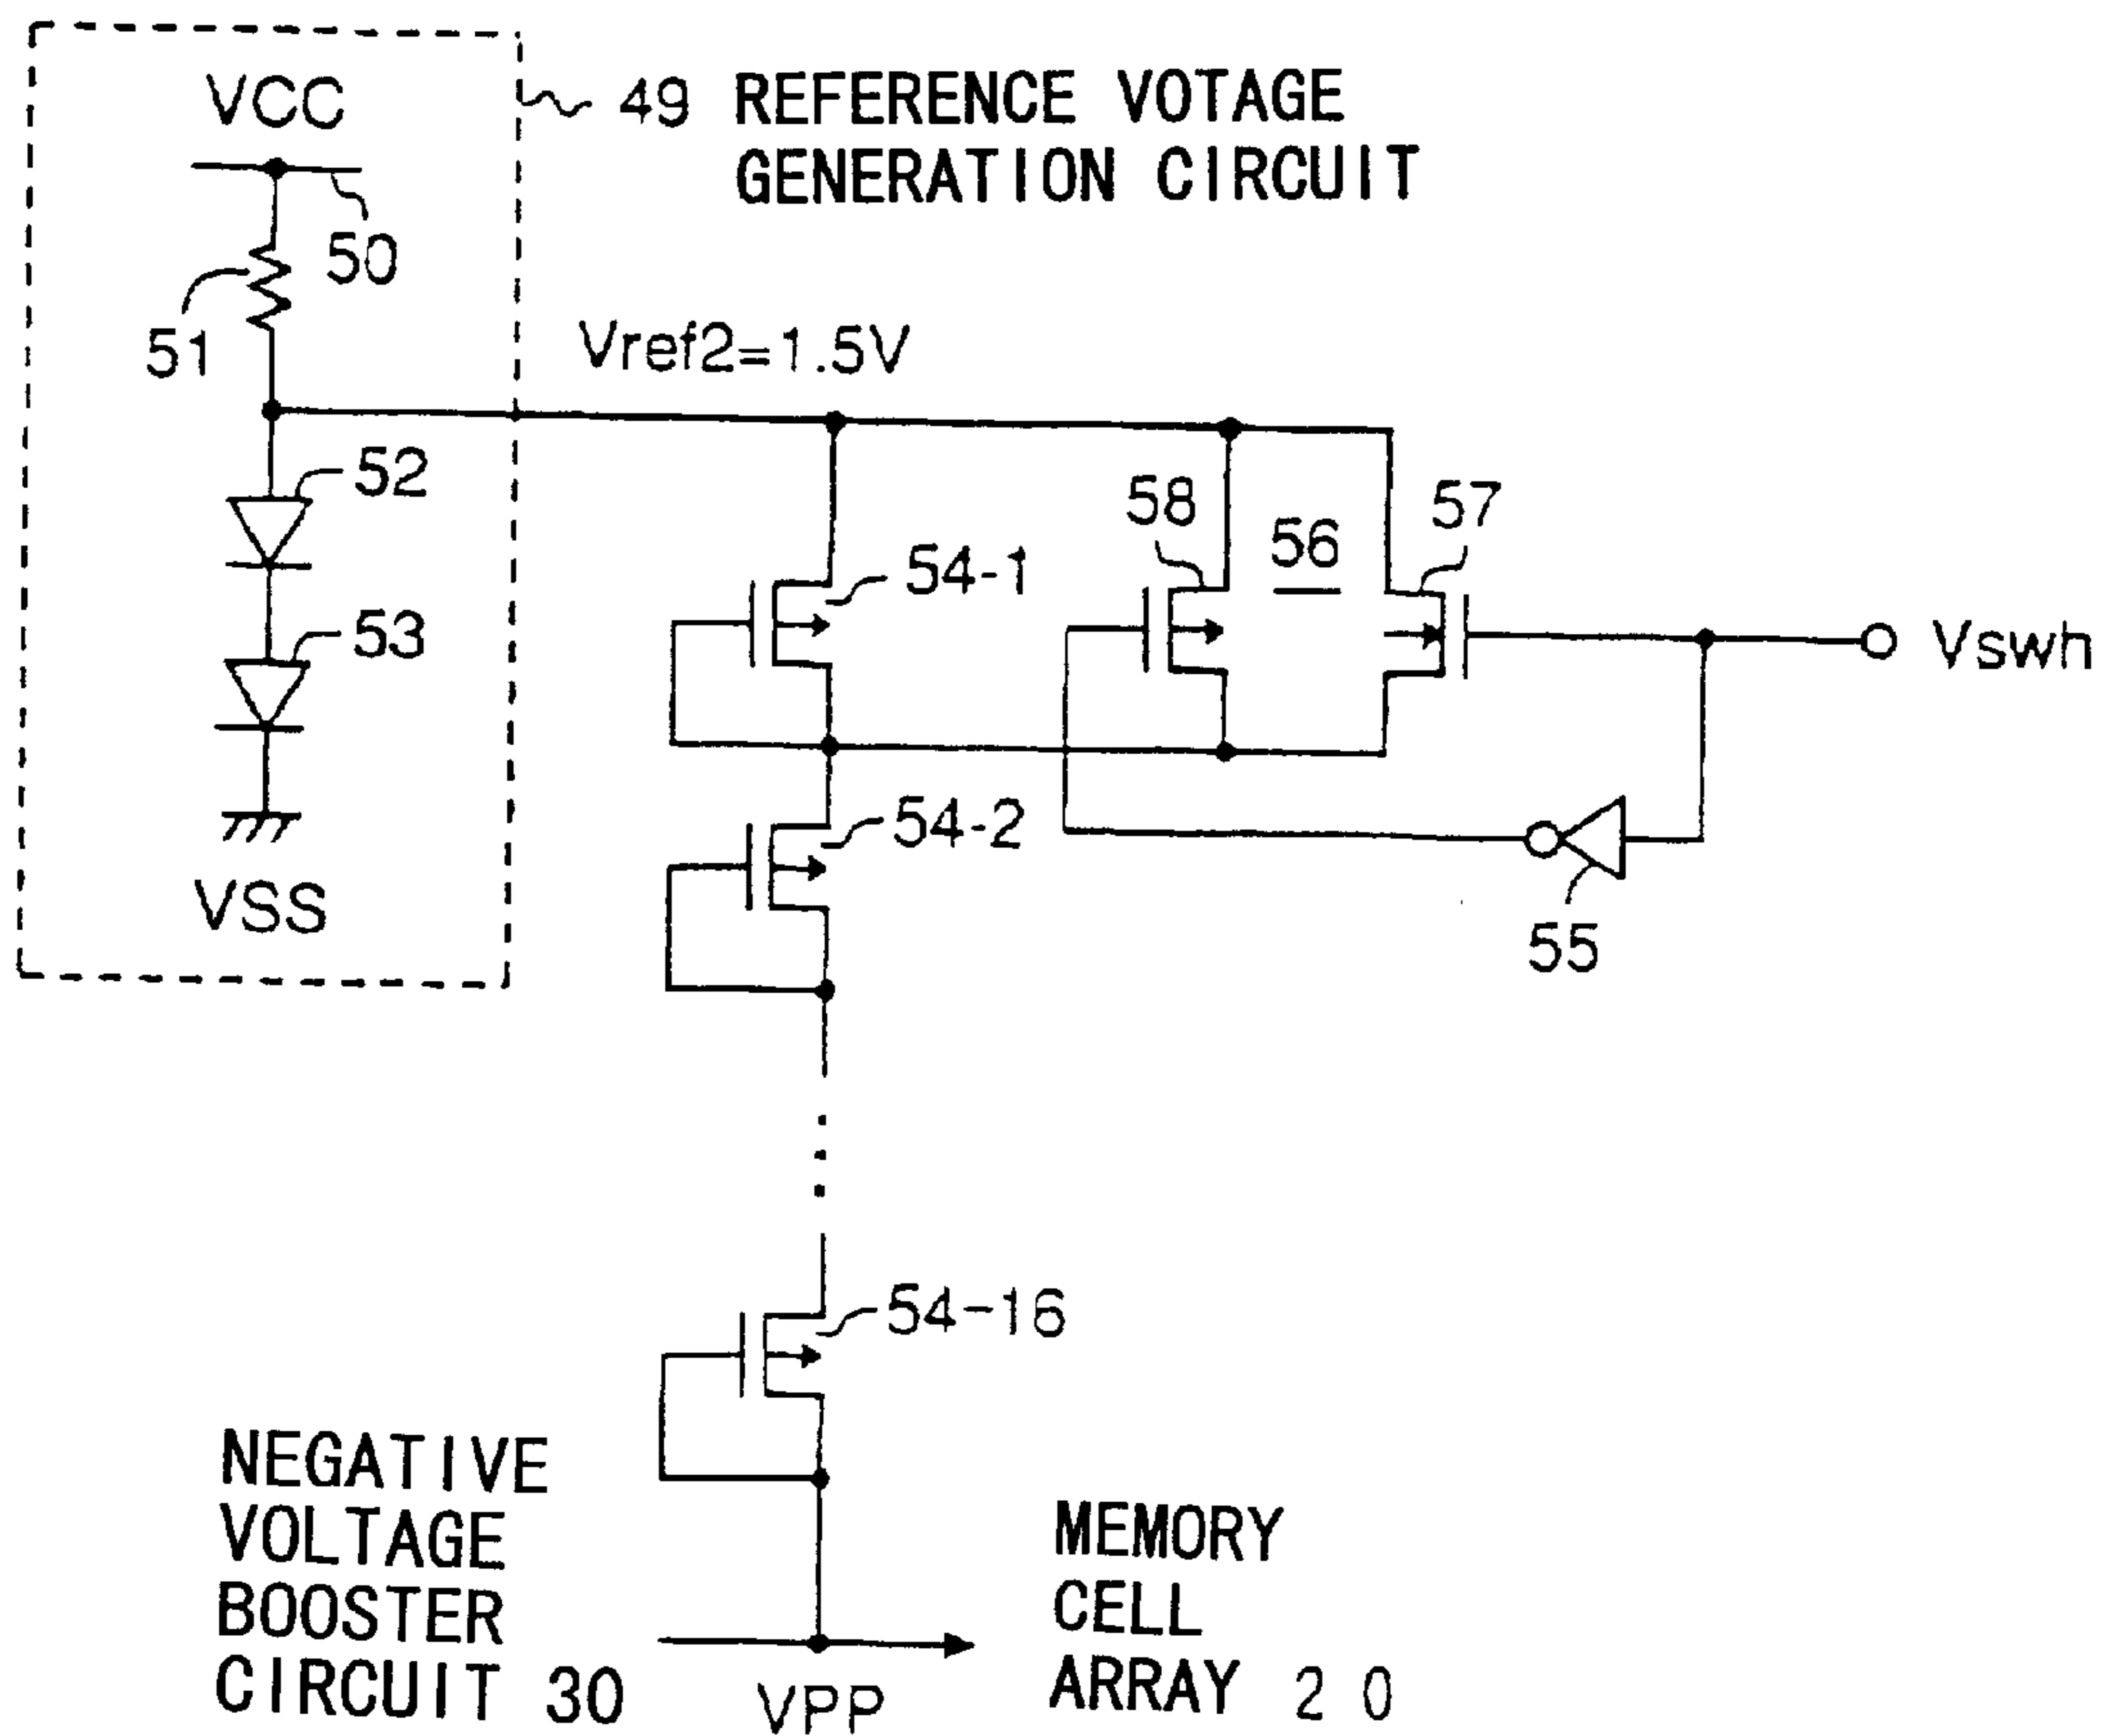 VCC
49 REFERENCE VOTAGE
GENERATION CIRCUIT
50
51
Vref2=1.5V
52
58
56
57
54-1
53
Vswh
54-2
VSS
55
54-16
NEGATIVE
VOLTAGE
BOOSTER
CIRCUIT 30
VPP
MEMORY
CELL
ARRAY 20